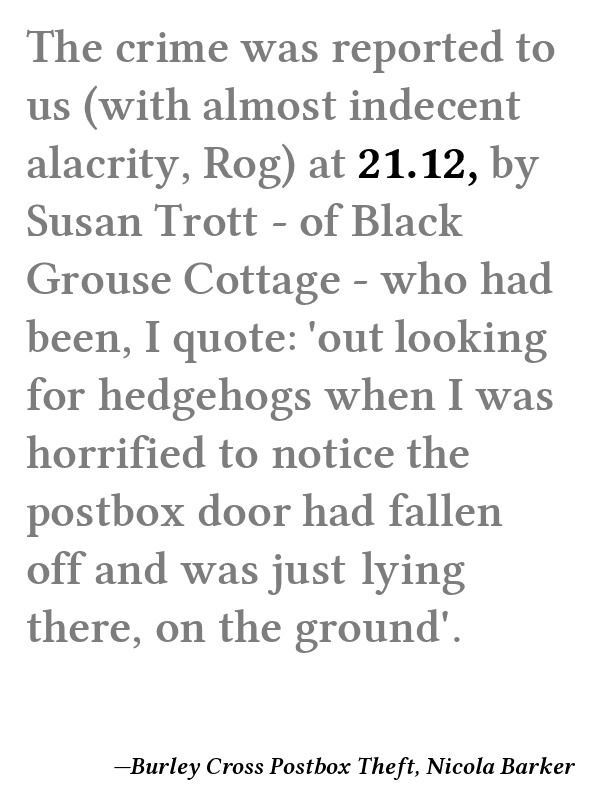 The crime was reported to
us (with almost indecent
alacrity, Rog) at 21.12, by
Susan Trott - of Black
Grouse Cottage - who had
been, I quote: 'out looking
for hedgehogs when I was
horrified to notice the
postbox door had fallen
off and was just lying
there, on the ground'.
—Burley Cross Postbox Theft, Nicola Barker